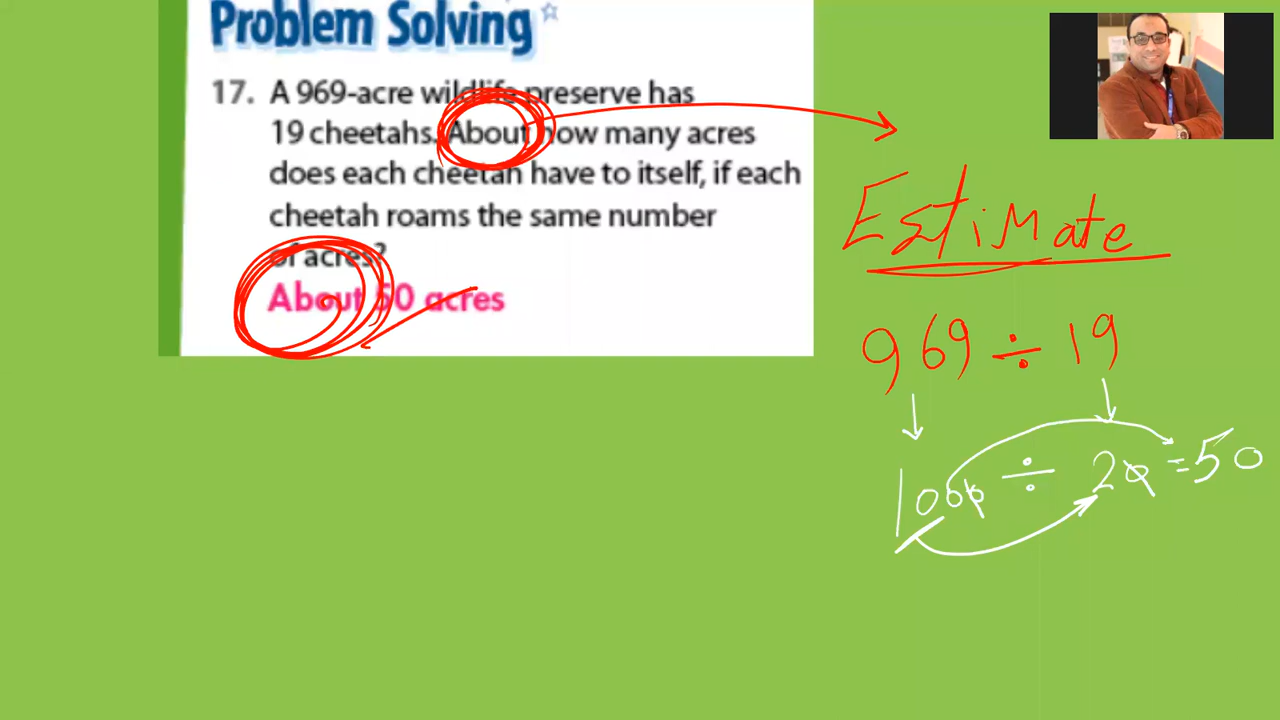 Problem Solving
17. A 969-acre wildlife preserve has
19 cheetahs. About how many acres
does each cheetah have to itself, if each
cheetah roams the same number
of acres?
About 50 acres
Estimate
969 ÷ 19
1000 ÷ 20 = 50